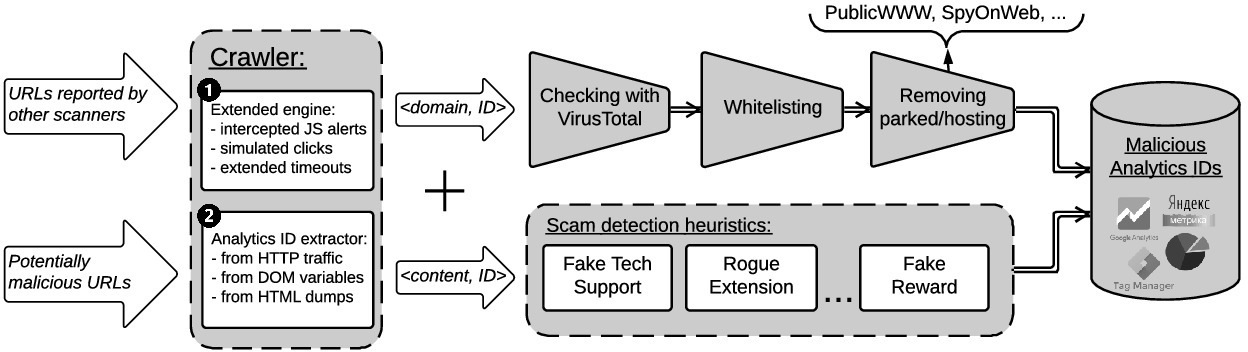 PublicWWW, SpyOnWeb, ...
URLs reported by
other scanners
Potentially
malicious URLs
Crawler:
1
Extended engine:
- intercepted JS alerts
- simulated clicks
- extended timeouts
2
Analytics ID extractor:
- from HTTP traffic
- from DOM variables
- from HTML dumps
<domain, ID>
+
<content, ID>
Checking with
VirusTotal
Whitelisting
Removing
parked/hosting
Scam detection heuristics:
Fake Tech
Support
Rogue
Extension
...
Fake
Reward
Malicious
Analytics IDs
Google Analytics
Яндекс
метрика
Tag Manager